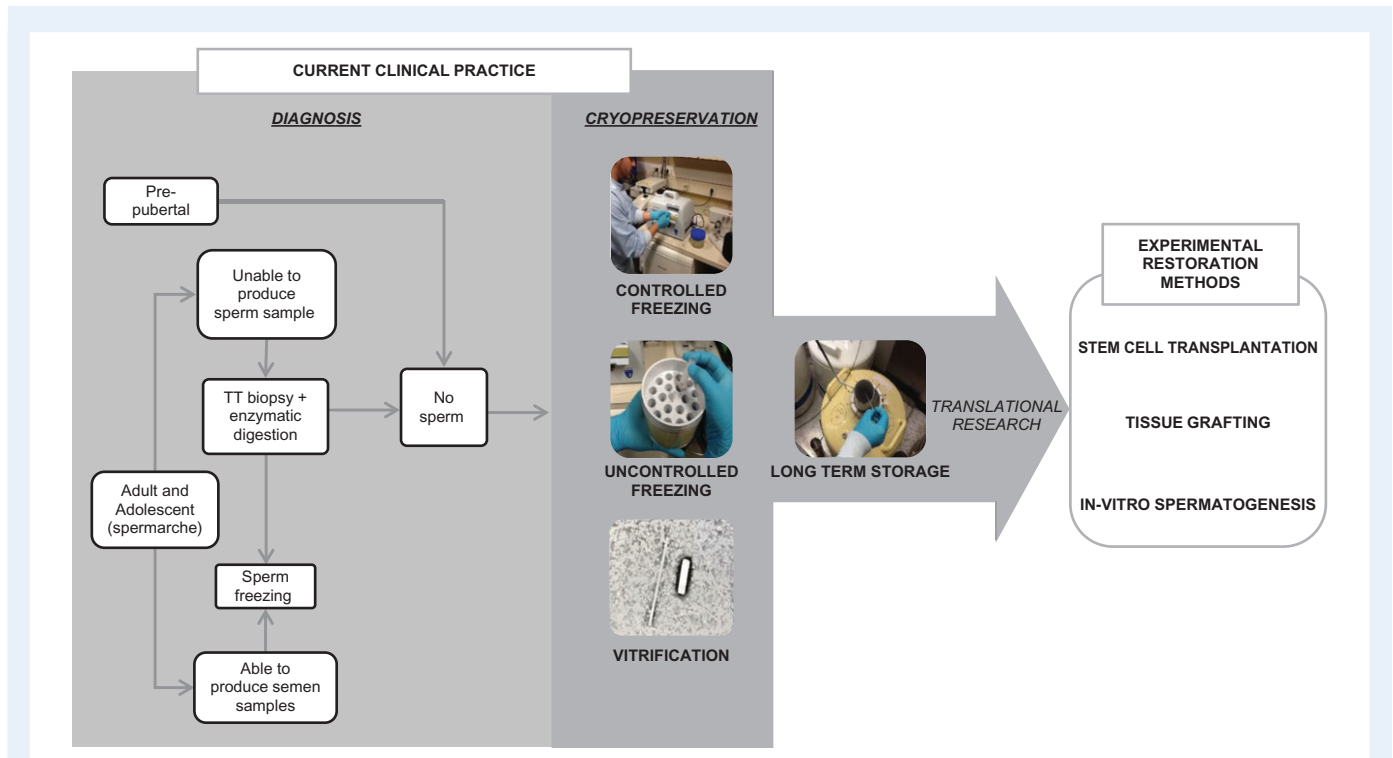 CURRENT CLINICAL PRACTICE
DIAGNOSIS
Pre-
pubertal
Unable to
produce
sperm sample
TT biopsy +
enzymatic
digestion
No
sperm
Adult and
Adolescent
(spermarche)
Sperm
freezing
Able to
produce semen
samples
CRYOPRESERVATION
CONTROLLED
FREEZING
UNCONTROLLED
FREEZING
VITRIFICATION
LONG TERM STORAGE
TRANSLATIONAL
RESEARCH
EXPERIMENTAL
RESTORATION
METHODS
STEM CELL TRANSPLANTATION
TISSUE GRAFTING
IN-VITRO SPERMATOGENESIS